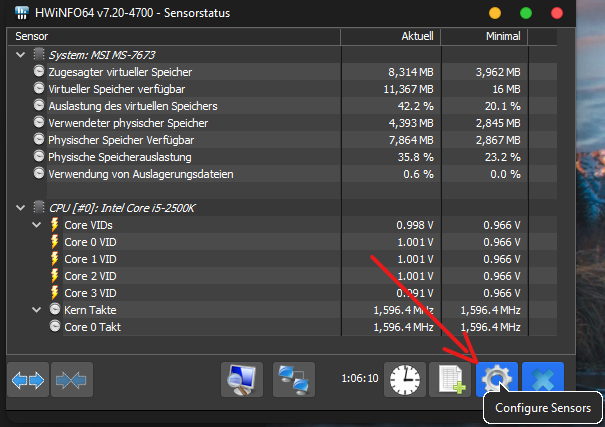 HWiNFO64 v7.20-4700 - Sensorstatus
Sensor Aktuell Minimal
System: MSI MS-7673
Zugesagter virtueller Speicher 8,314 MB 3,962 MB
Virtueller Speicher verfügbar 11,367 MB 16 MB
Auslastung des virtuellen Speichers 42.2 % 20.1 %
Verwendeter physischer Speicher 4,393 MB 2,845 MB
Physischer Speicher Verfügbar 7,864 MB 2,867 MB
Physische Speicherauslastung 35.8 % 23.2 %
Verwendung von Auslagerungsdateien 0.6 % 0.0 %
CPU [#0]: Intel Core i5-2500K
Core VIDs 0.998 V 0.966 V
Core 0 VID 1.001 V 0.966 V
Core 1 VID 1.001 V 0.966 V
Core 2 VID 1.001 V 0.966 V
Core 3 VID 0.991 V 0.966 V
Kern Takte 1,596.4 MHz 1,596.4 MHz
Core 0 Takt 1,596.4 MHz 1,596.4 MHz
1:06:10
Configure Sensors